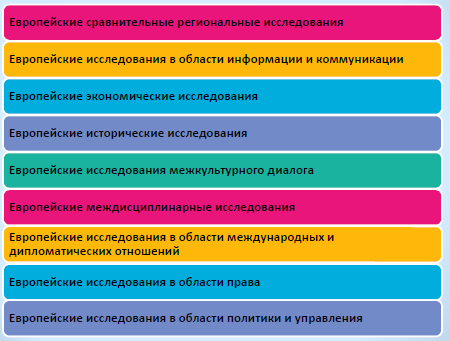 Европейские сравнительные региональные исследования
Европейские исследования в области информации и коммуникации
Европейские экономические исследования
Европейские исторические исследования
Европейские исследования межкультурного диалога
Европейские междисциплинарные исследования
Европейские исследования в области международных и
дипломатических отношений
Европейские исследования в области права
Европейские исследования в области политики и управления